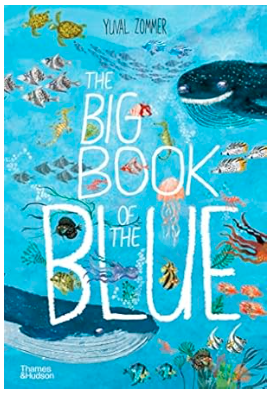 YUVAL ZOMMER
THE
BIG
BOOK
OF THE
BLUE
Thames
&Hudson